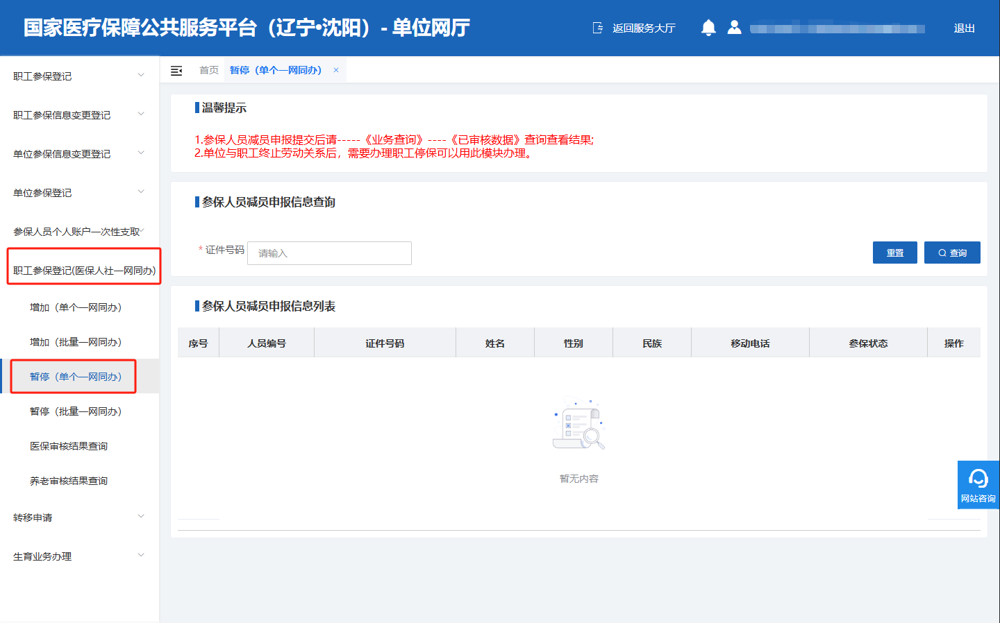 国家医疗保障公共服务平台（辽宁•沈阳）- 单位网厅
返回服务大厅
退出
职工参保登记
职工参保信息变更登记
单位参保信息变更登记
单位参保登记
参保人员个人账户一次性支取
职工参保登记(医保人社一网同办)
增加（单个一网同办）
增加（批量一网同办）
暂停（单个一网同办）
暂停（批量一网同办）
医保审核结果查询
养老审核结果查询
转移申请
生育业务办理
首页 暂停（单个一网同办） ×
温馨提示
1.参保人员减员申报提交后请-----《业务查询》----《已审核数据》查询查看结果;
2.单位与职工终止劳动关系后，需要办理职工停保可以用此模块办理。
参保人员减员申报信息查询
* 证件号码 请输入 重置 查询
参保人员减员申报信息列表
序号 人员编号 证件号码 姓名 性别 民族 移动电话 参保状态 操作
暂无内容
网站咨询